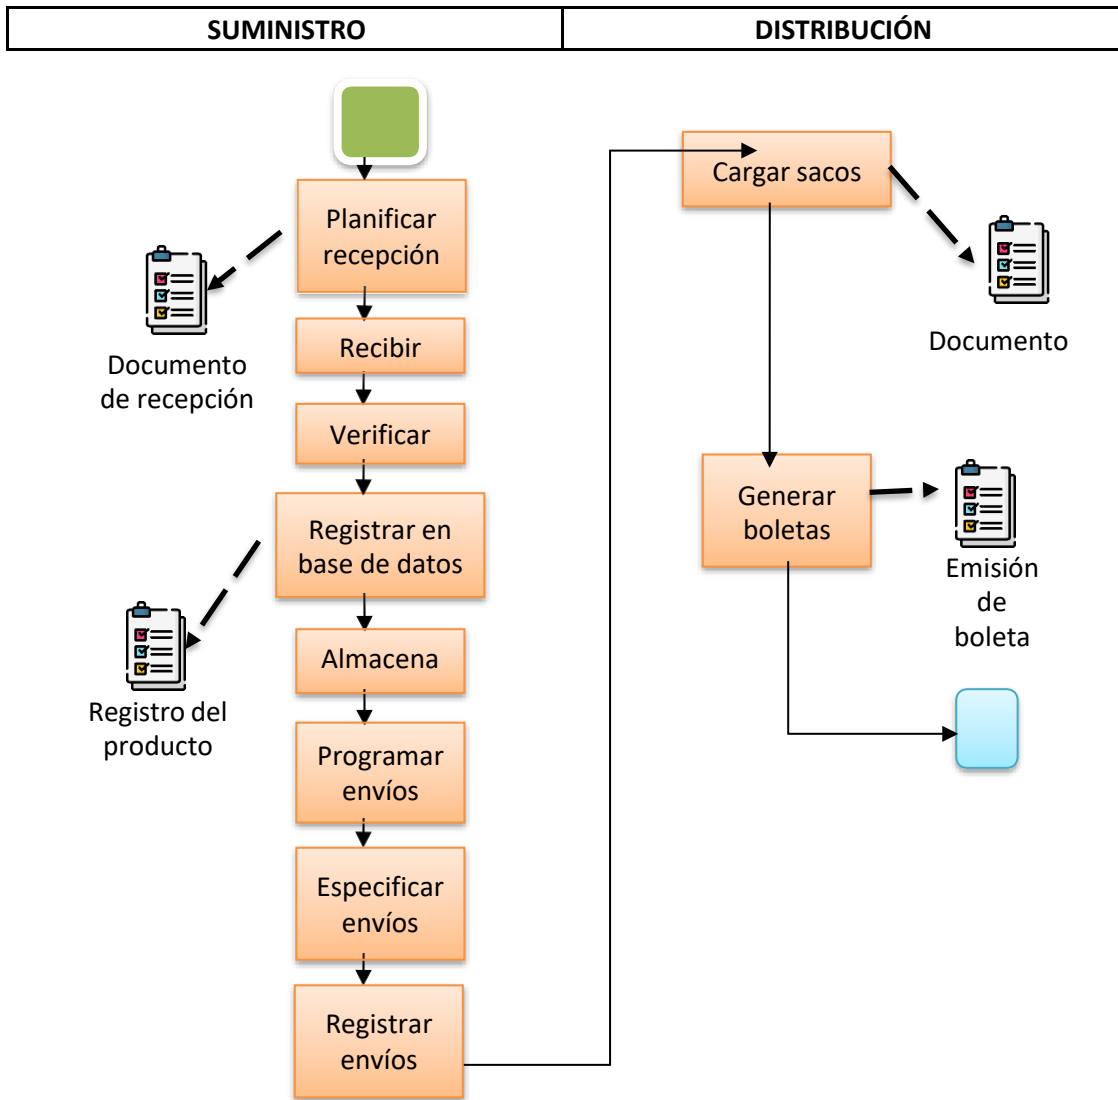 SUMINISTRO
DISTRIBUCIÓN
Planificar
recepción
Documento
de recepción
Recibir
Verificar
Registrar en
base de datos
Registro del
producto
Almacena
Programar
envíos
Especificar
envíos
Registrar
envíos
Cargar sacos
Documento
Generar
boletas
Emisión
de
boleta